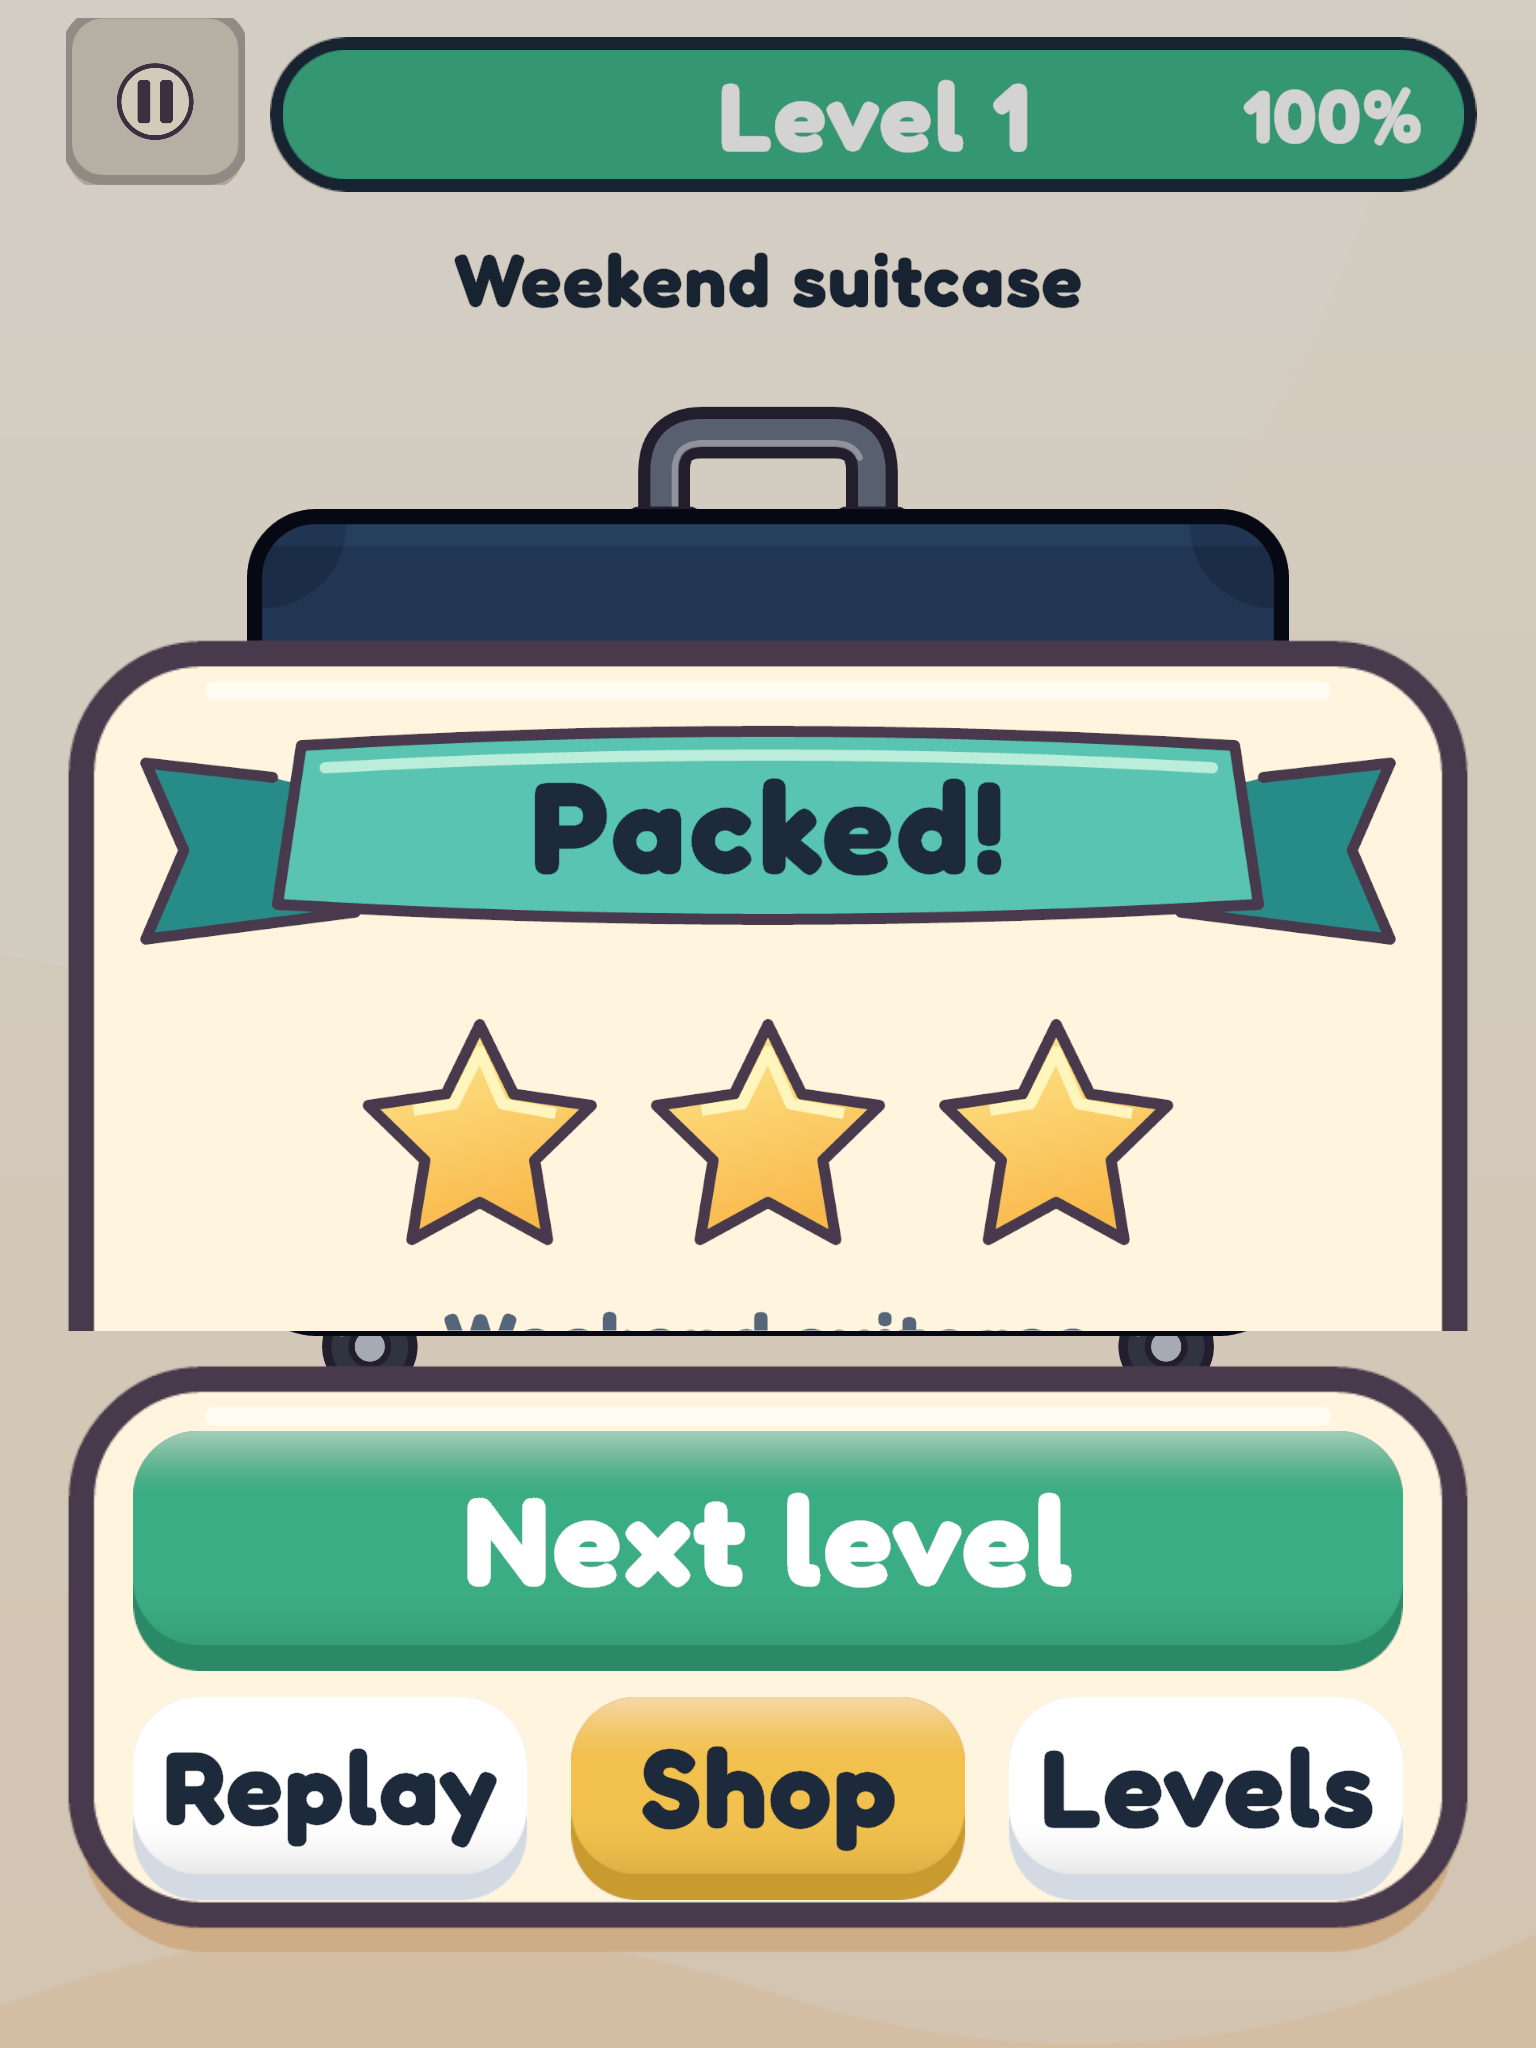 Level 1
100%
Weekend suitcase
Packed!
Next level
Replay
Shop
Levels